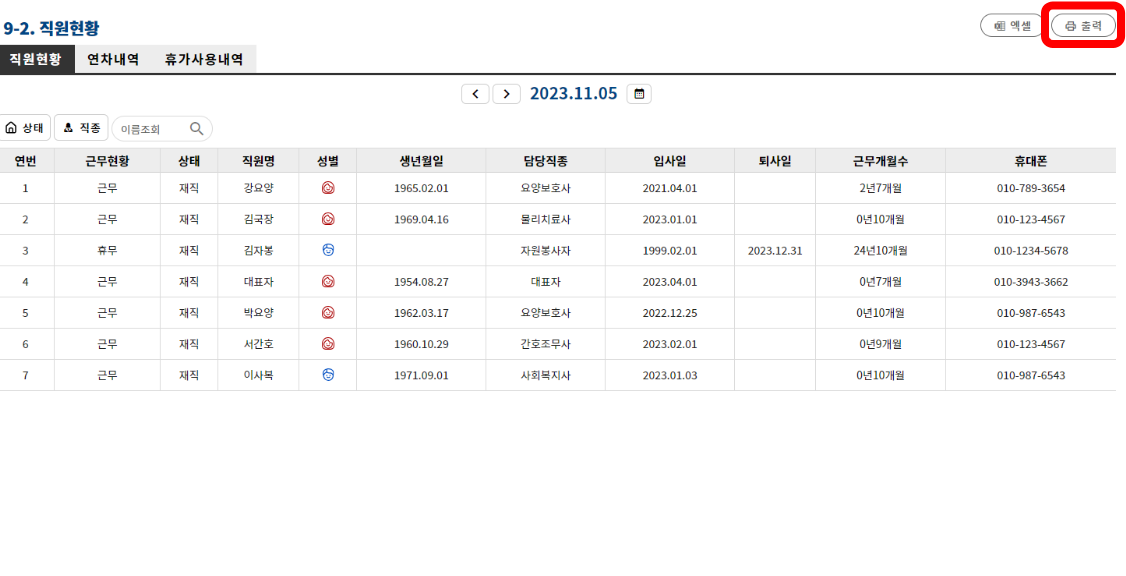 9-2. 직원현황
엑셀 출력
직원현황 연차내역 휴가사용내역
2023.11.05
상태 직종 이름조회
연번 근무현황 상태 직원명 성별 생년월일 담당직종 입사일 퇴사일 근무개월수 휴대폰
1 근무 재직 강요양 1965.02.01 요양보호사 2021.04.01 2년7개월 010-789-3654
2 근무 재직 김국장 1969.04.16 물리치료사 2023.01.01 0년10개월 010-123-4567
3 휴무 재직 김자봉 자원봉사자 1999.02.01 2023.12.31 24년10개월 010-1234-5678
4 근무 재직 대표자 1954.08.27 대표자 2023.04.01 0년7개월 010-3943-3662
5 근무 재직 박요양 1962.03.17 요양보호사 2022.12.25 0년10개월 010-987-6543
6 근무 재직 서간호 1960.10.29 간호조무사 2023.02.01 0년9개월 010-123-4567
7 근무 재직 이사복 1971.09.01 사회복지사 2023.01.03 0년10개월 010-987-6543